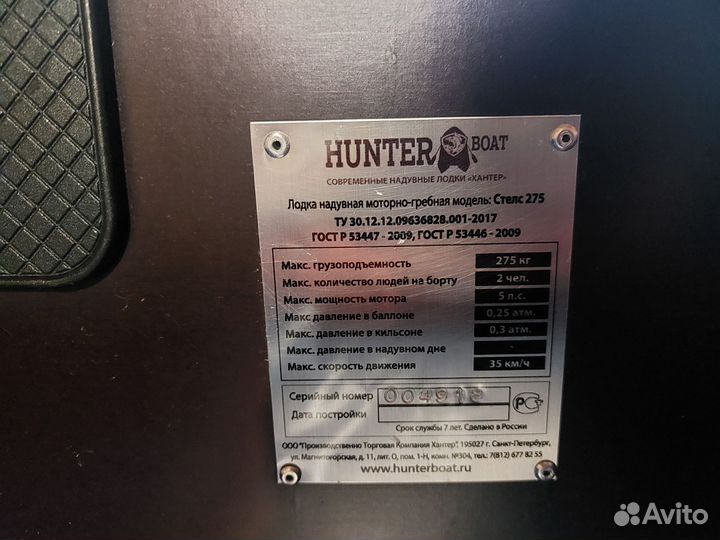 HUNTER BOAT
СОВРЕМЕННЫЕ НАДУВНЫЕ ЛОДКИ «ХАНТЕР»
Лодка надувная моторно-гребная модель: Стелс 275
ТУ 30.12.12.09636828.001-2017
ГОСТ Р 53447 - 2009, ГОСТ Р 53446 - 2009
Макс. грузоподъемность 275 кг
Макс. количество людей на борту 2 чел.
Макс. мощность мотора 5 л.с.
Макс давление в баллоне 0,25 атм.
Макс. давление в кильсоне 0,3 атм.
Макс. давление в надувном дне -
Макс. скорость движения 35 км/ч
Серийный номер 004918
Дата постройки
РСТ
Срок службы 7 лет. Сделано в России
ООО "Производственно Торговая Компания Хантер", 195027 г. Санкт-Петербург,
ул. Магнитогорская, д. 11, лит. О, пом. 1-Н, комн. №304, тел.: 7(812) 677 82 55
www.hunterboat.ru
Avito